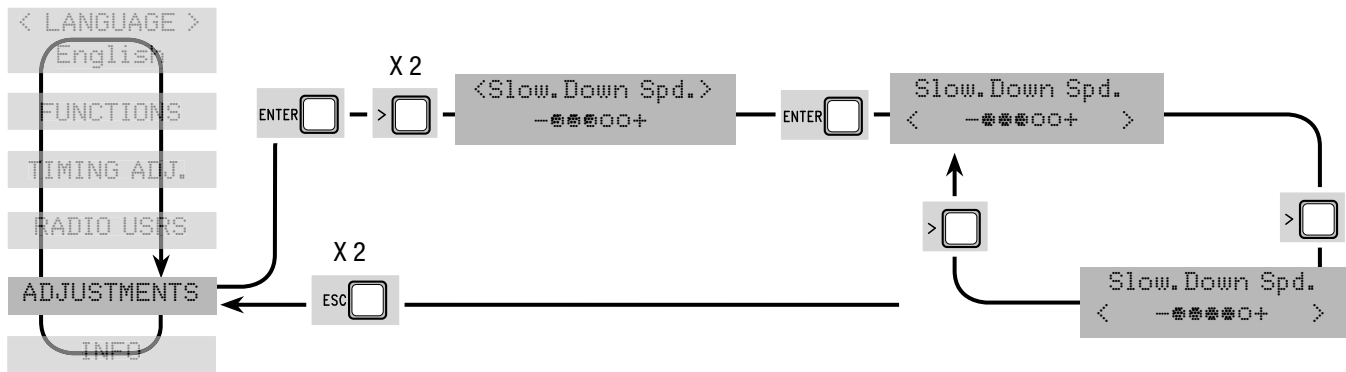 < LANGUAGE >
English
FUNCTIONS
TIMING ADJ.
RADIO USRS
ADJUSTMENTS
INFO
ENTER
X 2
>
<Slow.Down Spd.>
-●●●○○+
ENTER
Slow.Down Spd.
< -●●●○○+ >
>
Slow.Down Spd.
< -●●●●○+ >
>
X 2
ESC